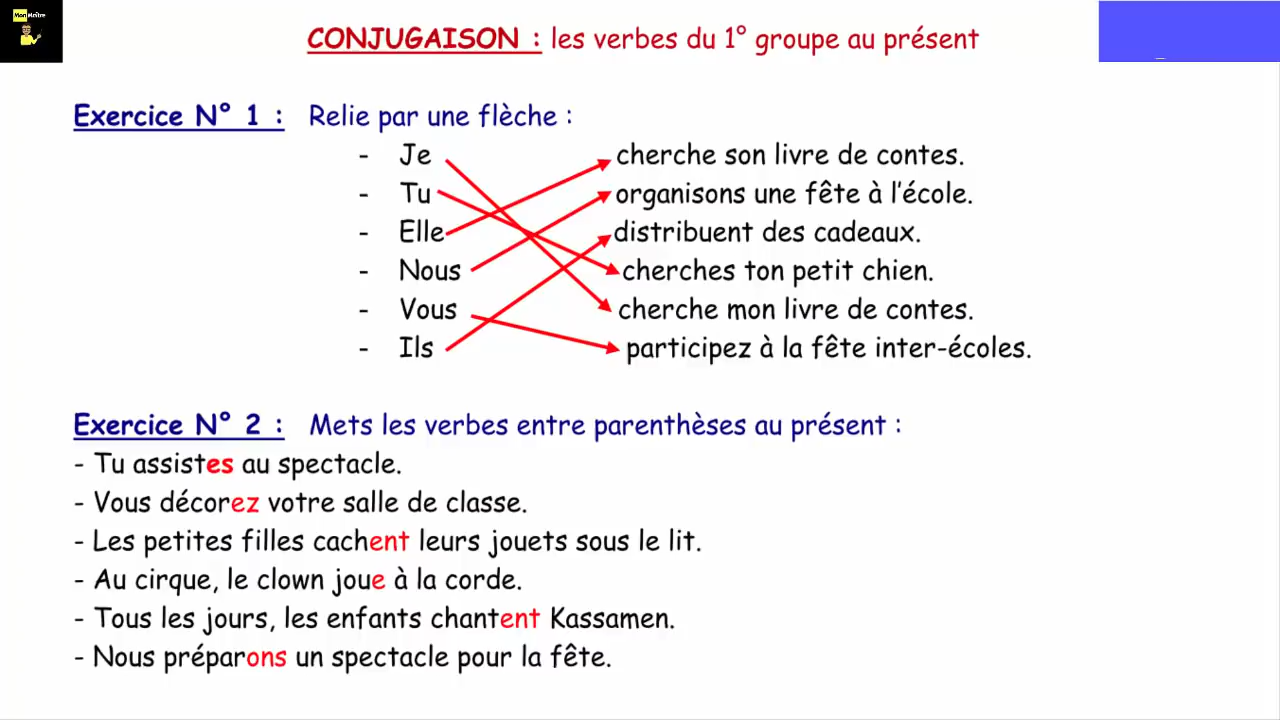 Mon Maître
CONJUGAISON : les verbes du 1° groupe au présent
Exercice N° 1 : Relie par une flèche :
- Je cherche son livre de contes.
- Tu organisons une fête à l'école.
- Elle distribuent des cadeaux.
- Nous cherches ton petit chien.
- Vous cherche mon livre de contes.
- Ils participez à la fête inter-écoles.
Exercice N° 2 : Mets les verbes entre parenthèses au présent :
- Tu assistes au spectacle.
- Vous décorez votre salle de classe.
- Les petites filles cachent leurs jouets sous le lit.
- Au cirque, le clown joue à la corde.
- Tous les jours, les enfants chantent Kassamen.
- Nous préparons un spectacle pour la fête.